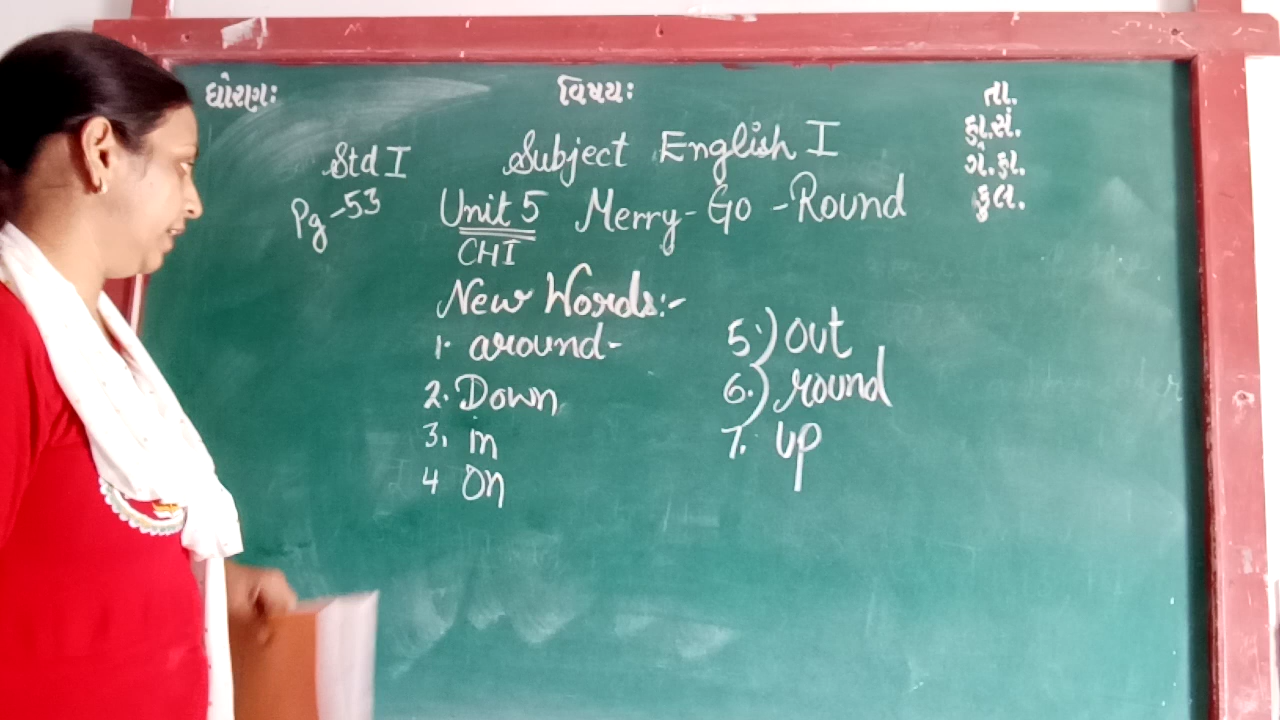 ધોરણ: વિષય: તા.
ફા.સં.
ગે.ફા.
કુલ.
Std I Subject English I
Pg-53 Unit 5 Merry-Go-Round
CHI
New Words:-
1. around-
2. Down
3. in
4 On
5.) out
6.) round
7. up